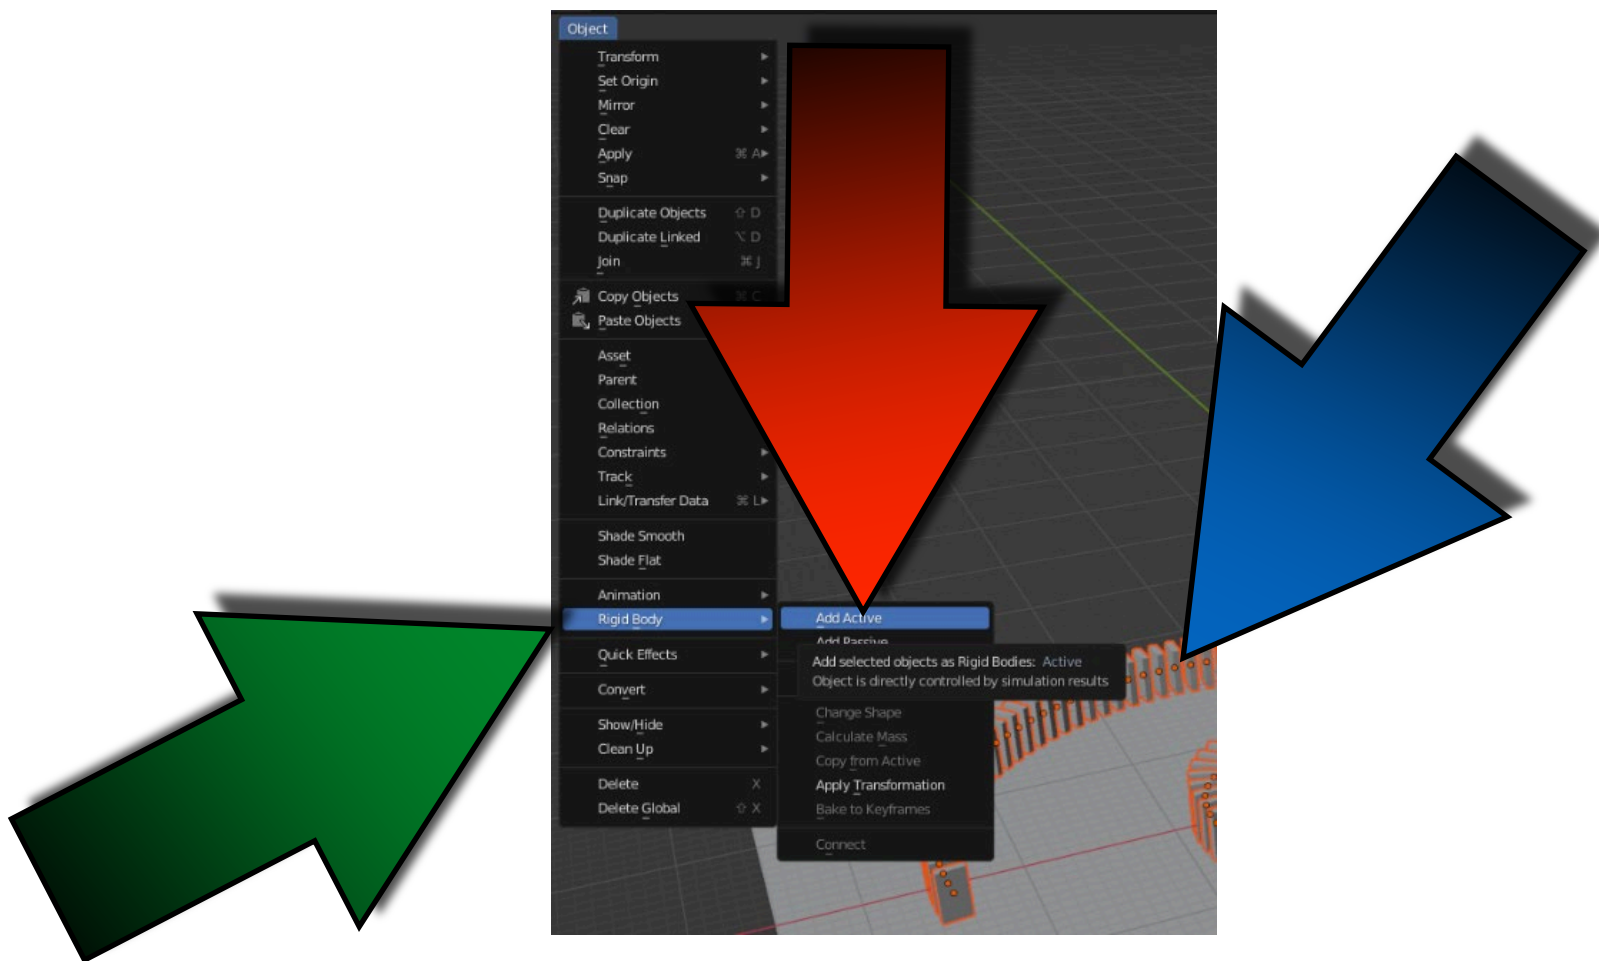 Object
Transform
Set Origin
Mirror
Clear
Apply ⌘ A
Snap
Duplicate Objects ⇧ D
Duplicate Linked ⌥ D
Join ⌘ J
Copy Objects ⌘ C
Paste Objects
Asset
Parent
Collection
Relations
Constraints
Track
Link/Transfer Data ⌘ L
Shade Smooth
Shade Flat
Animation
Rigid Body
Quick Effects
Convert
Show/Hide
Clean Up
Delete X
Delete Global ⇧ X
Add Active
Add Passive
Add selected objects as Rigid Bodies: Active
Object is directly controlled by simulation results
Change Shape
Calculate Mass
Copy from Active
Apply Transformation
Bake to Keyframes
Connect